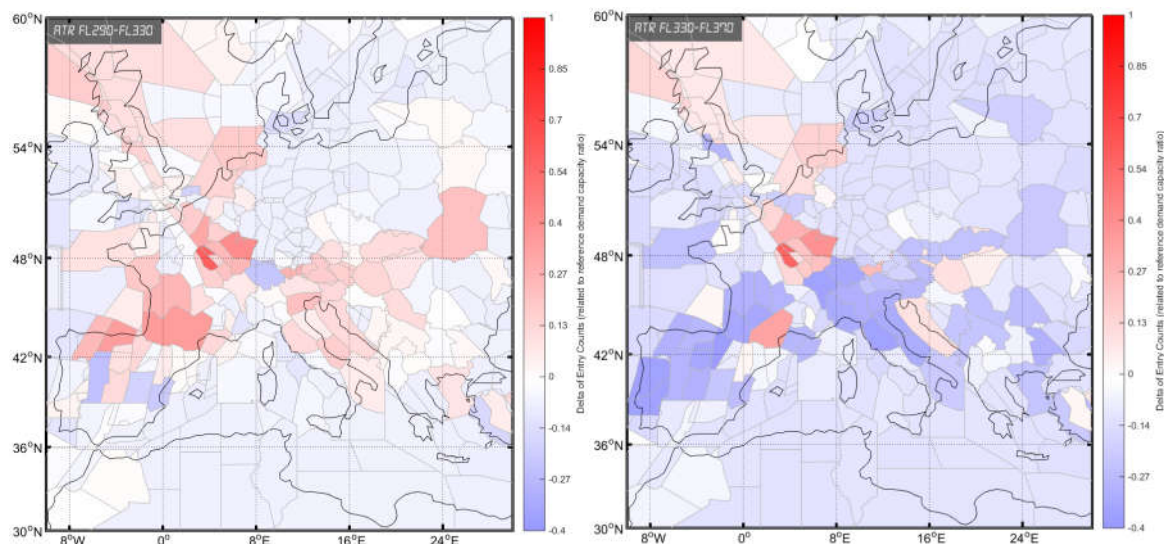 ATR FL290-FL330
60°N
54°N
48°N
42°N
36°N
30°N
8°W
0°
8°E
16°E
24°E
1
0.85
0.7
0.56
0.41
0.27
0.13
0
-0.14
-0.27
-0.4
Delta of Entry Counts (related to reference demand capacity ratio)
ATR FL330-FL370
60°N
54°N
48°N
42°N
36°N
30°N
8°W
0°
8°E
16°E
24°E
1
0.85
0.7
0.56
0.41
0.27
0.13
0
-0.14
-0.27
-0.4
Delta of Entry Counts (related to reference demand capacity ratio)